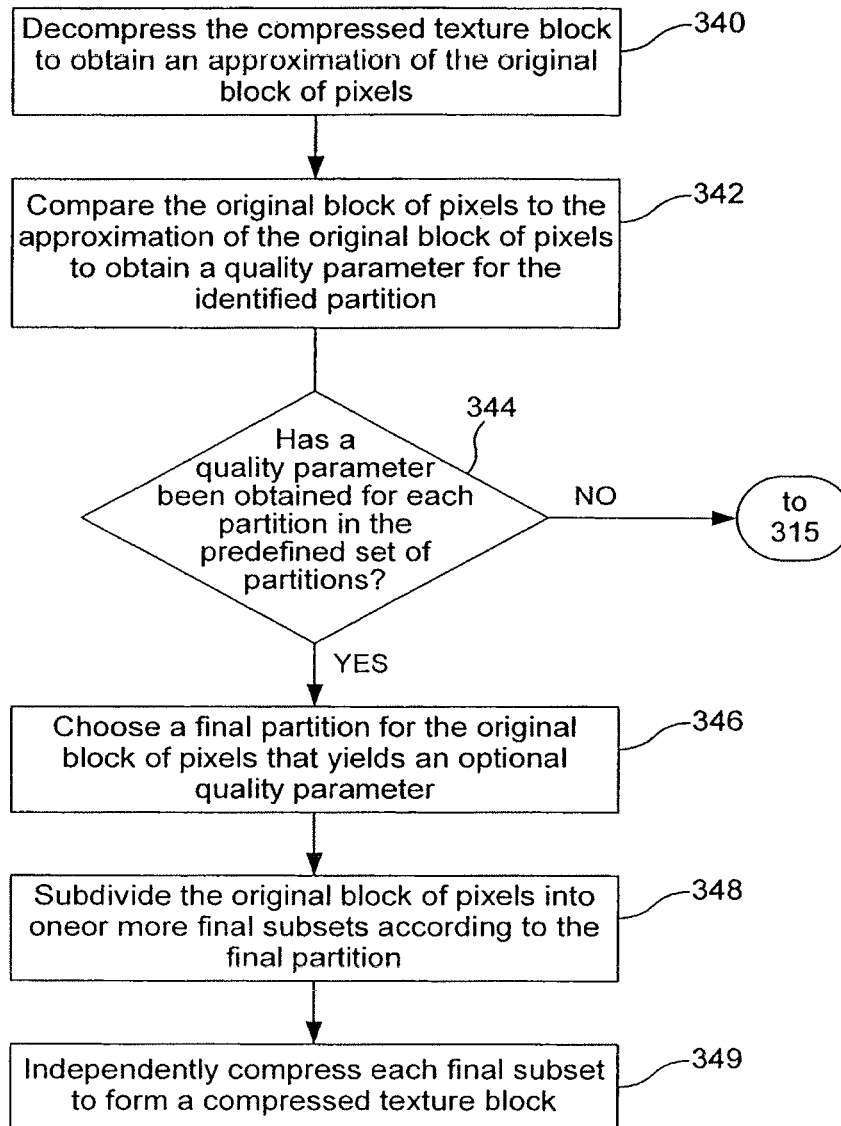 Decompress the compressed texture block
to obtain an approximation of the original
block of pixels
340
Compare the original block of pixels to the
approximation of the original block of pixels
to obtain a quality parameter for the
identified partition
342
Has a
quality parameter
been obtained for each
partition in the
predefined set of
partitions?
344
NO
to
315
YES
Choose a final partition for the original
block of pixels that yields an optional
quality parameter
346
Subdivide the original block of pixels into
oneor more final subsets according to the
final partition
348
Independently compress each final subset
to form a compressed texture block
349